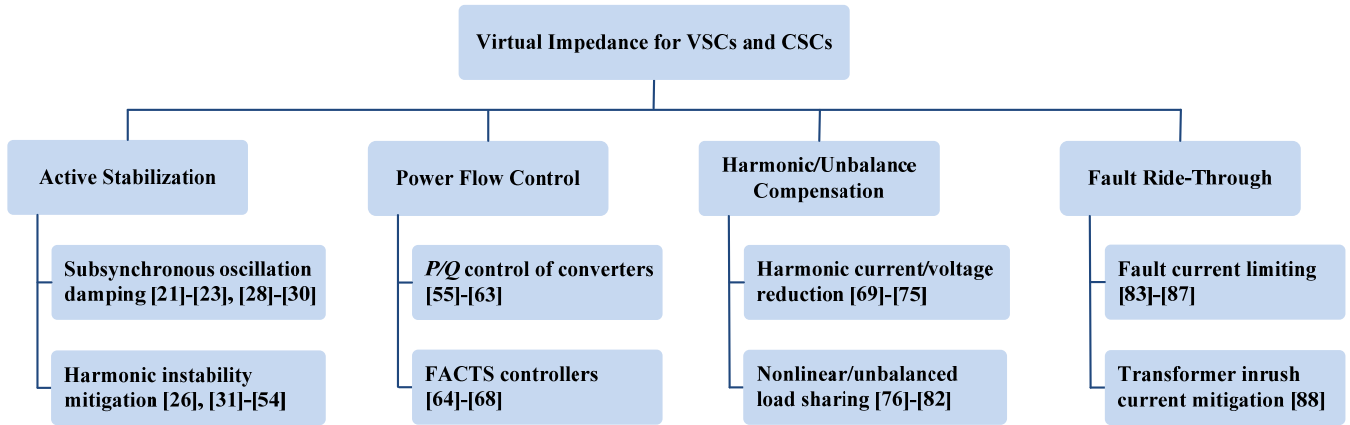 Virtual Impedance for VSCs and CSCs
Active Stabilization
Subsynchronous oscillation
damping [21]-[23], [28]-[30]
Harmonic instability
mitigation [26], [31]-[54]
Power Flow Control
P/Q control of converters
[55]-[63]
FACTS controllers
[64]-[68]
Harmonic/Unbalance
Compensation
Harmonic current/voltage
reduction [69]-[75]
Nonlinear/unbalanced
load sharing [76]-[82]
Fault Ride-Through
Fault current limiting
[83]-[87]
Transformer inrush
current mitigation [88]